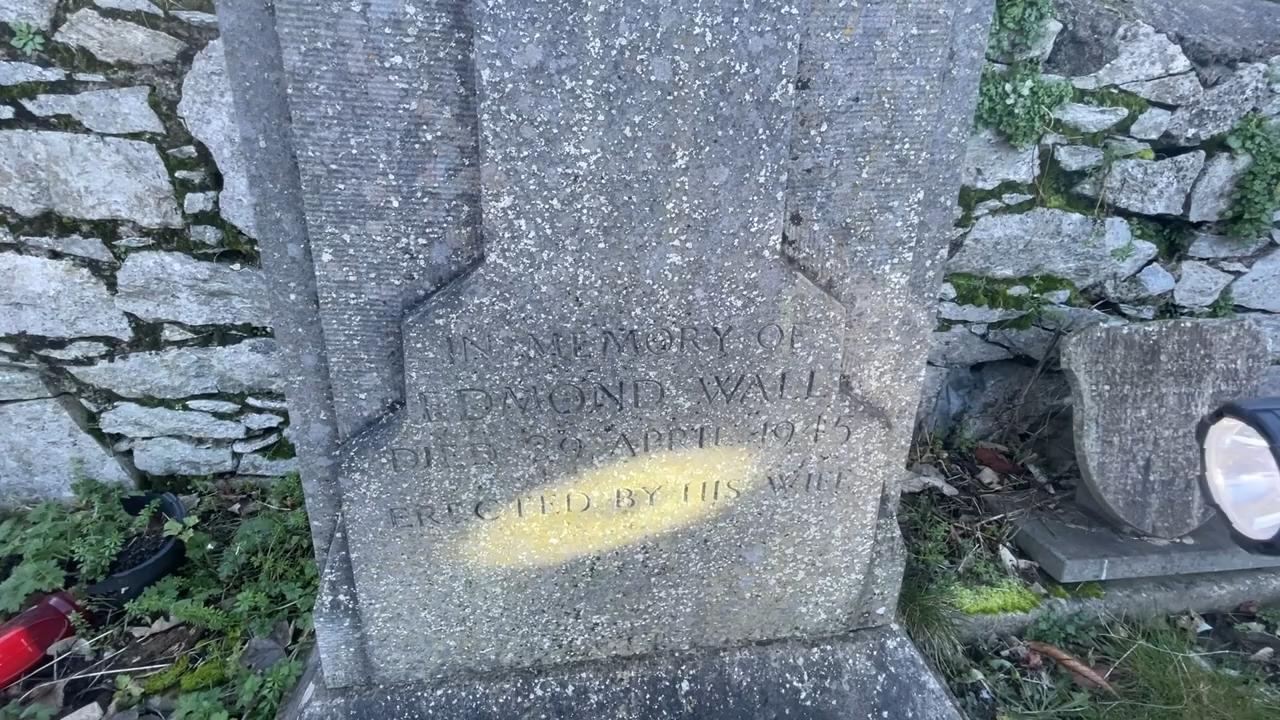 IN MEMORY OF
EDMOND WALL
DIED 29 APRIL 1945
ERECTED BY HIS WIFE